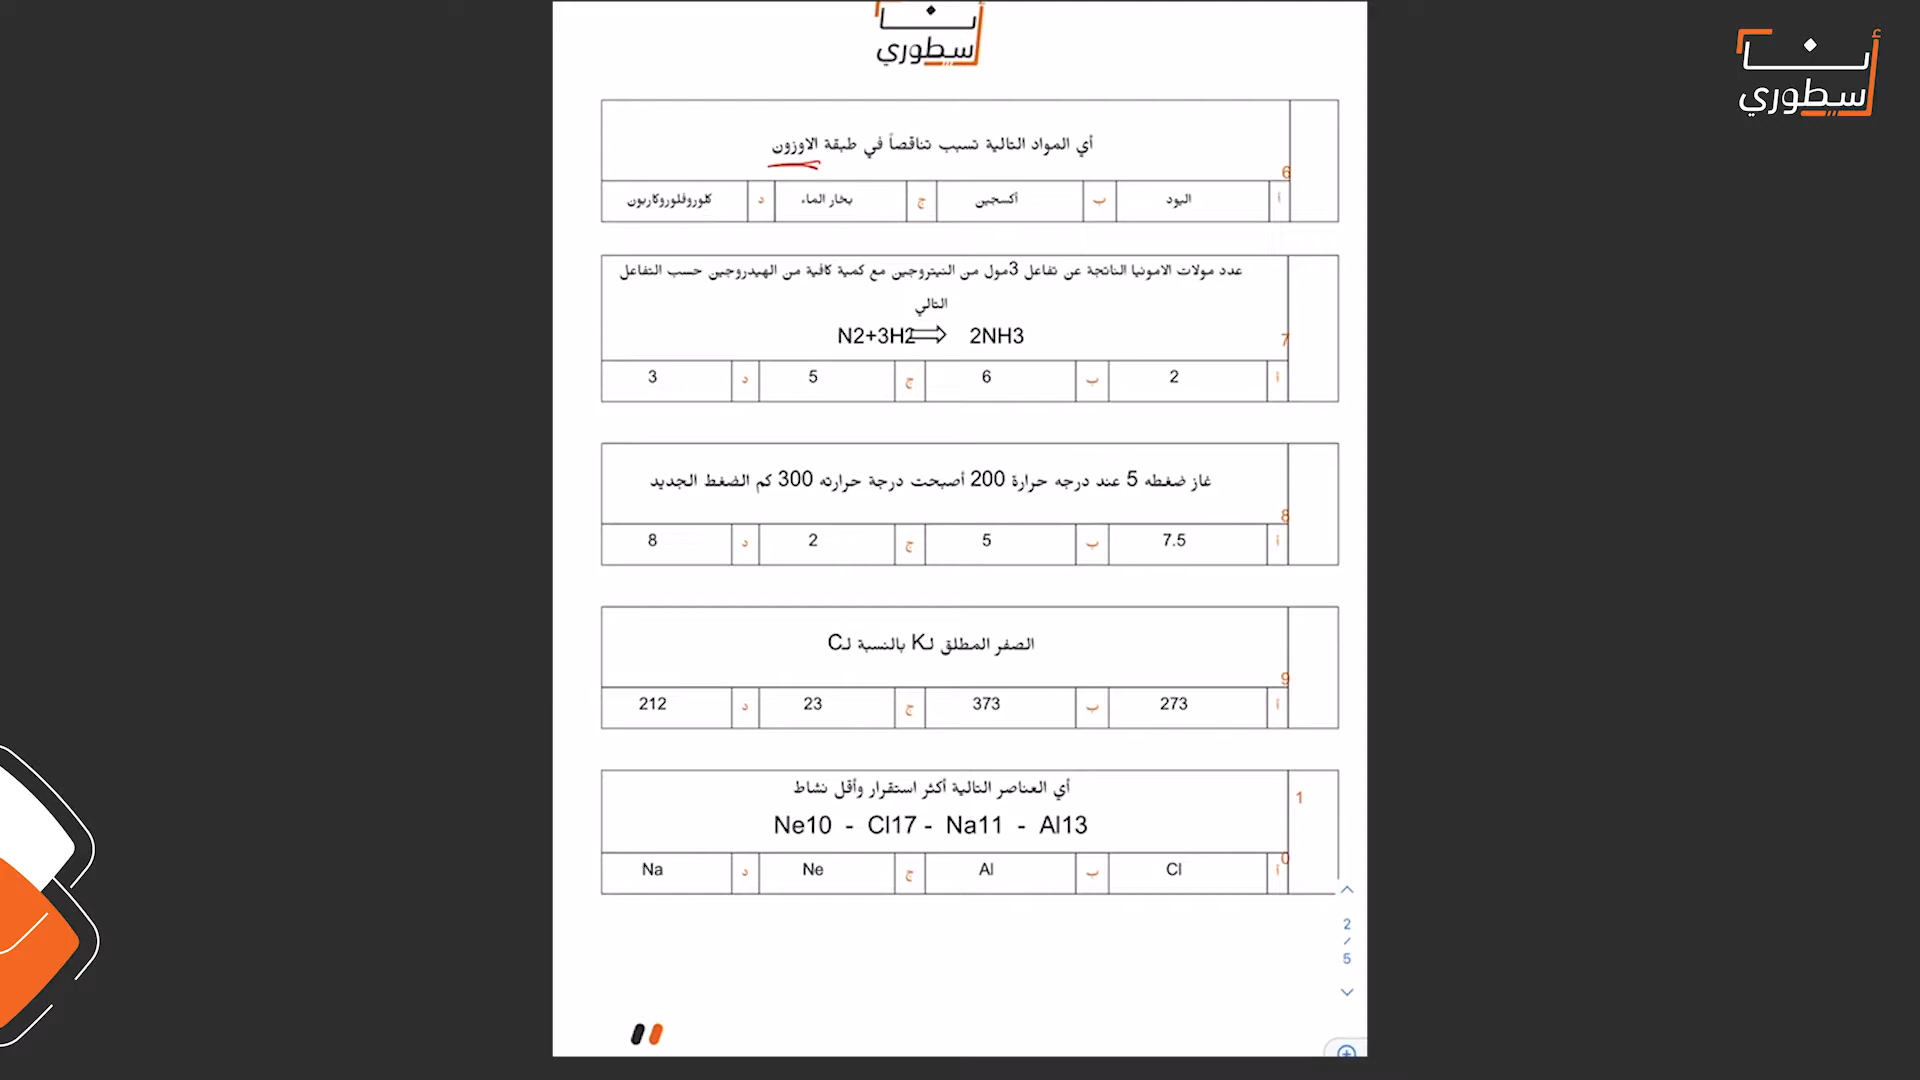 أنا
أسطوري
أنا
أسطوري
أي المواد التالية تسبب تناقصاً في طبقة الاوزون
6
أ اليود ب أكسجين ج بخار الماء د كلوروفلوروكاربون
عدد مولات الامونيا الناتجة عن تفاعل 3مول من النيتروجين مع كمية كافية من الهيدروجين حسب التفاعل
التالي
N2+3H2 ⇒ 2NH3
7
أ 2 ب 6 ج 5 د 3
غاز ضغطه 5 عند درجه حرارة 200 أصبحت درجة حرارته 300 كم الضغط الجديد
8
أ 7.5 ب 5 ج 2 د 8
الصفر المطلق لـK بالنسبة لـC
9
أ 273 ب 373 ج 23 د 212
أي العناصر التالية أكثر استقرار وأقل نشاط
1
Ne10 - Cl17 - Na11 - Al13
0
أ Cl ب Al ج Ne د Na
2
/
5